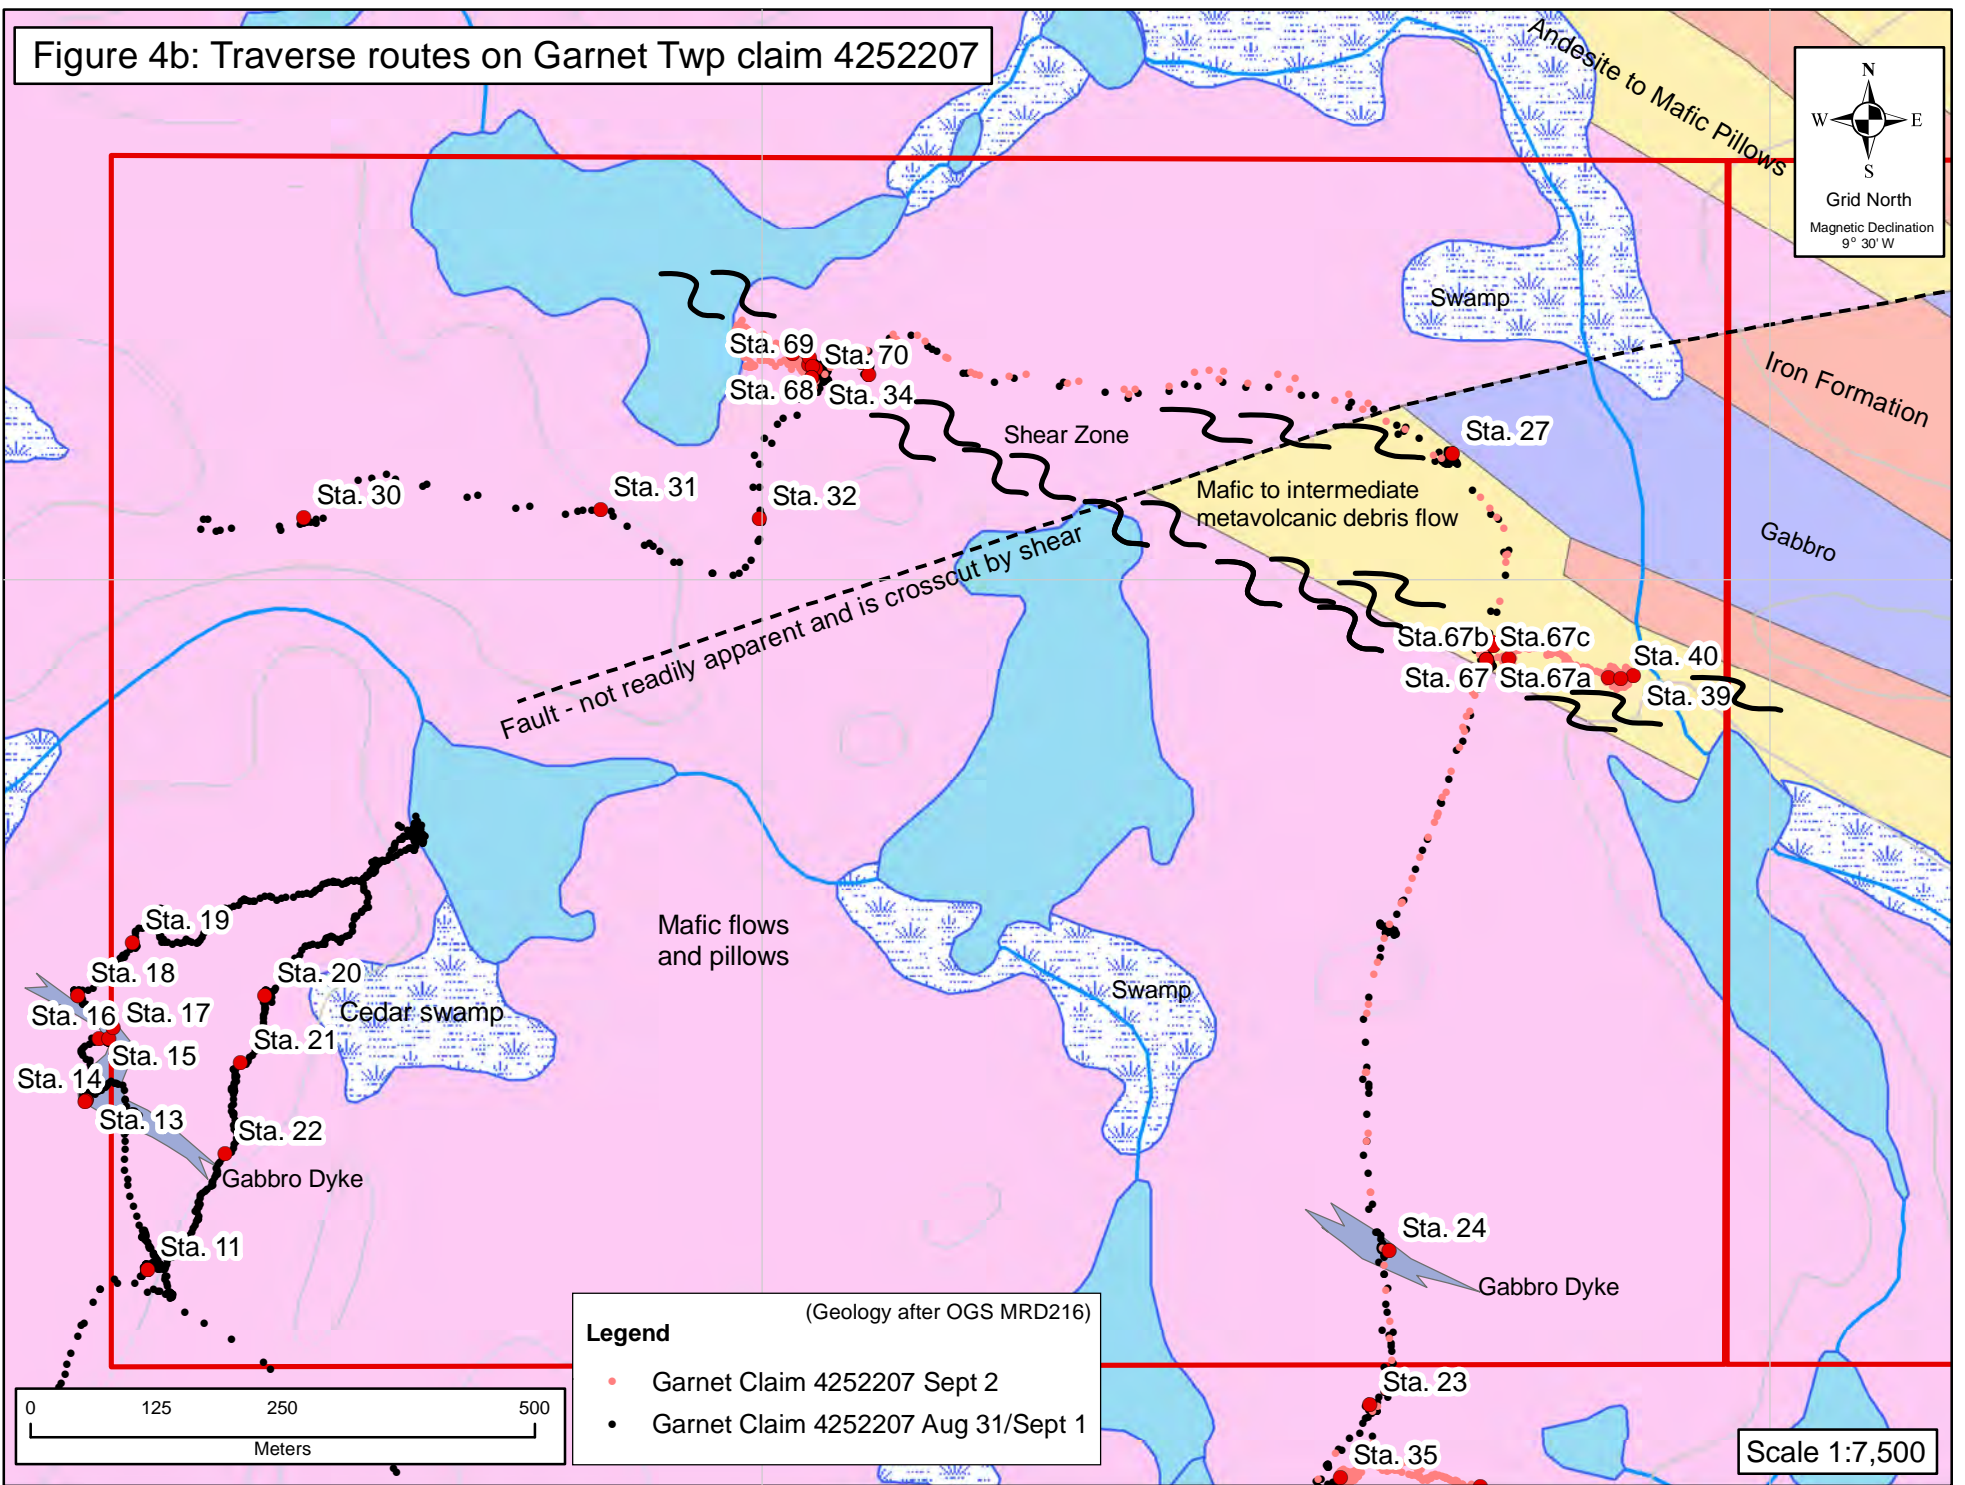 Figure 4b: Traverse routes on Garnet Twp claim 4252207
Andesite to Mafic Pillows
N
W E
S
Grid North
Magnetic Declination
9° 30' W
Swamp
Sta. 69
Sta. 70
Sta. 68
Sta. 34
Iron Formation
Shear Zone
Sta. 27
Sta. 30
Sta. 31
Sta. 32
Mafic to intermediate
metavolcanic debris flow
Gabbro
Fault - not readily apparent and is crosscut by shear
Sta.67b
Sta.67c
Sta. 40
Sta. 67
Sta.67a
Sta. 39
Sta. 19
Mafic flows
and pillows
Sta. 18
Sta. 20
Swamp
Sta. 16
Sta. 17
Cedar swamp
Sta. 21
Sta. 15
Sta. 14
Sta. 13
Sta. 22
Gabbro Dyke
Sta. 24
Sta. 11
Gabbro Dyke
(Geology after OGS MRD216)
Legend
Garnet Claim 4252207 Sept 2
Garnet Claim 4252207 Aug 31/Sept 1
Sta. 23
Sta. 35
0 125 250 500
Meters
Scale 1:7,500